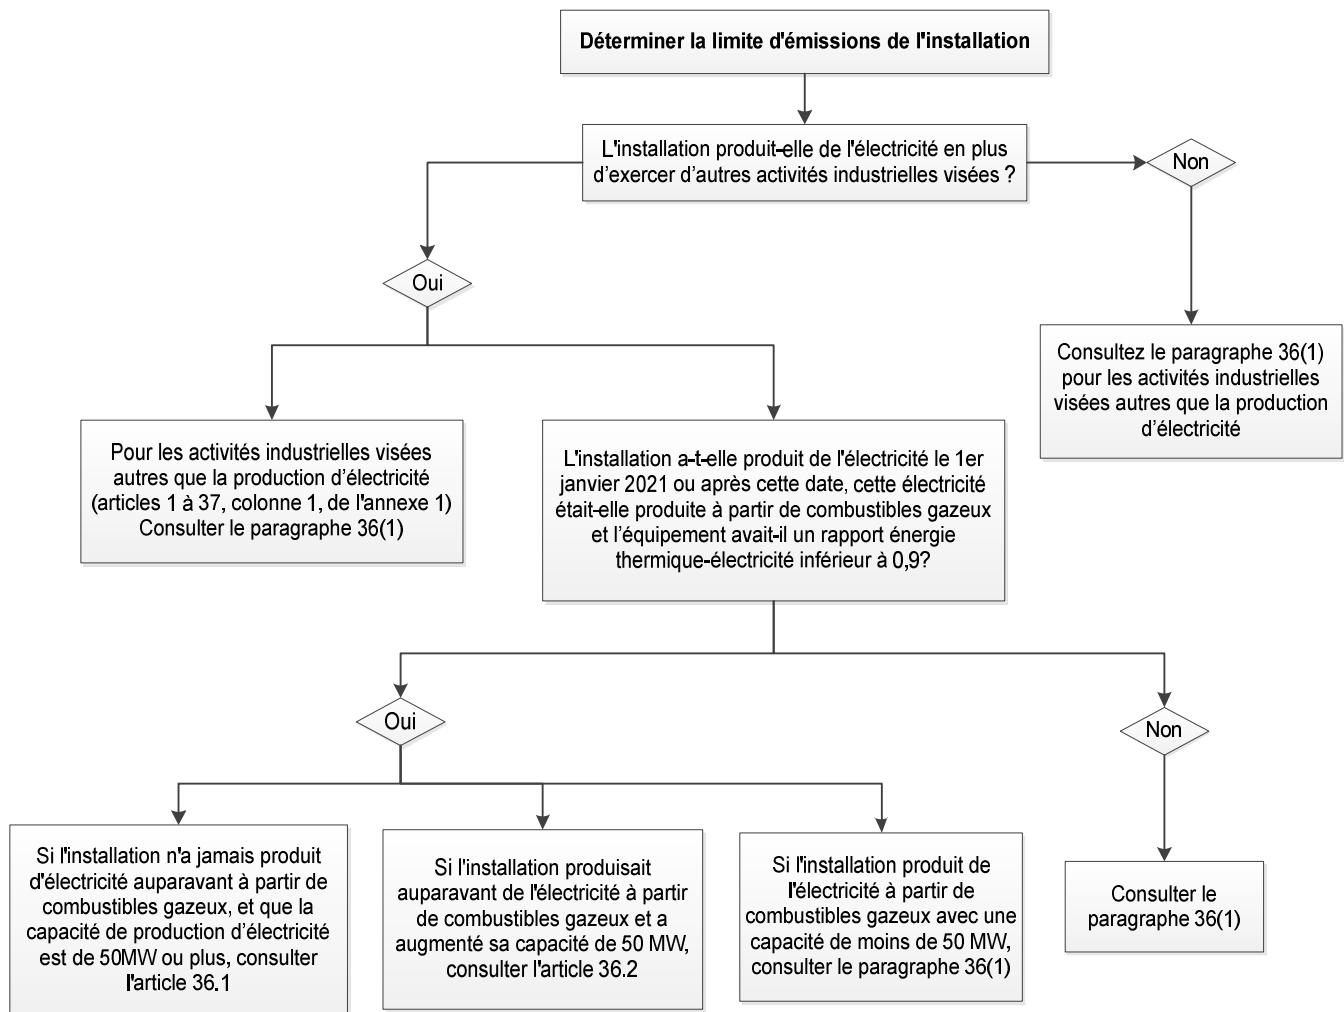 Déterminer la limite d'émissions de l'installation
L'installation produit-elle de l'électricité en plus
d'exercer d'autres activités industrielles visées ?
Non
Oui
Consultez le paragraphe 36(1)
pour les activités industrielles
visées autres que la production
d'électricité
Pour les activités industrielles visées
autres que la production d'électricité
(articles 1 à 37, colonne 1, de l'annexe 1)
Consulter le paragraphe 36(1)
L'installation a-t-elle produit de l'électricité le 1er
janvier 2021 ou après cette date, cette électricité
était-elle produite à partir de combustibles gazeux
et l'équipement avait-il un rapport énergie
thermique-électricité inférieur à 0,9?
Oui
Non
Si l'installation n'a jamais produit
d'électricité auparavant à partir de
combustibles gazeux, et que la
capacité de production d'électricité
est de 50MW ou plus, consulter
l'article 36.1
Si l'installation produisait
auparavant de l'électricité à partir
de combustibles gazeux et a
augmenté sa capacité de 50 MW,
consulter l'article 36.2
Si l'installation produit de
l'électricité à partir de
combustibles gazeux avec une
capacité de moins de 50 MW,
consulter le paragraphe 36(1)
Consulter le
paragraphe 36(1)